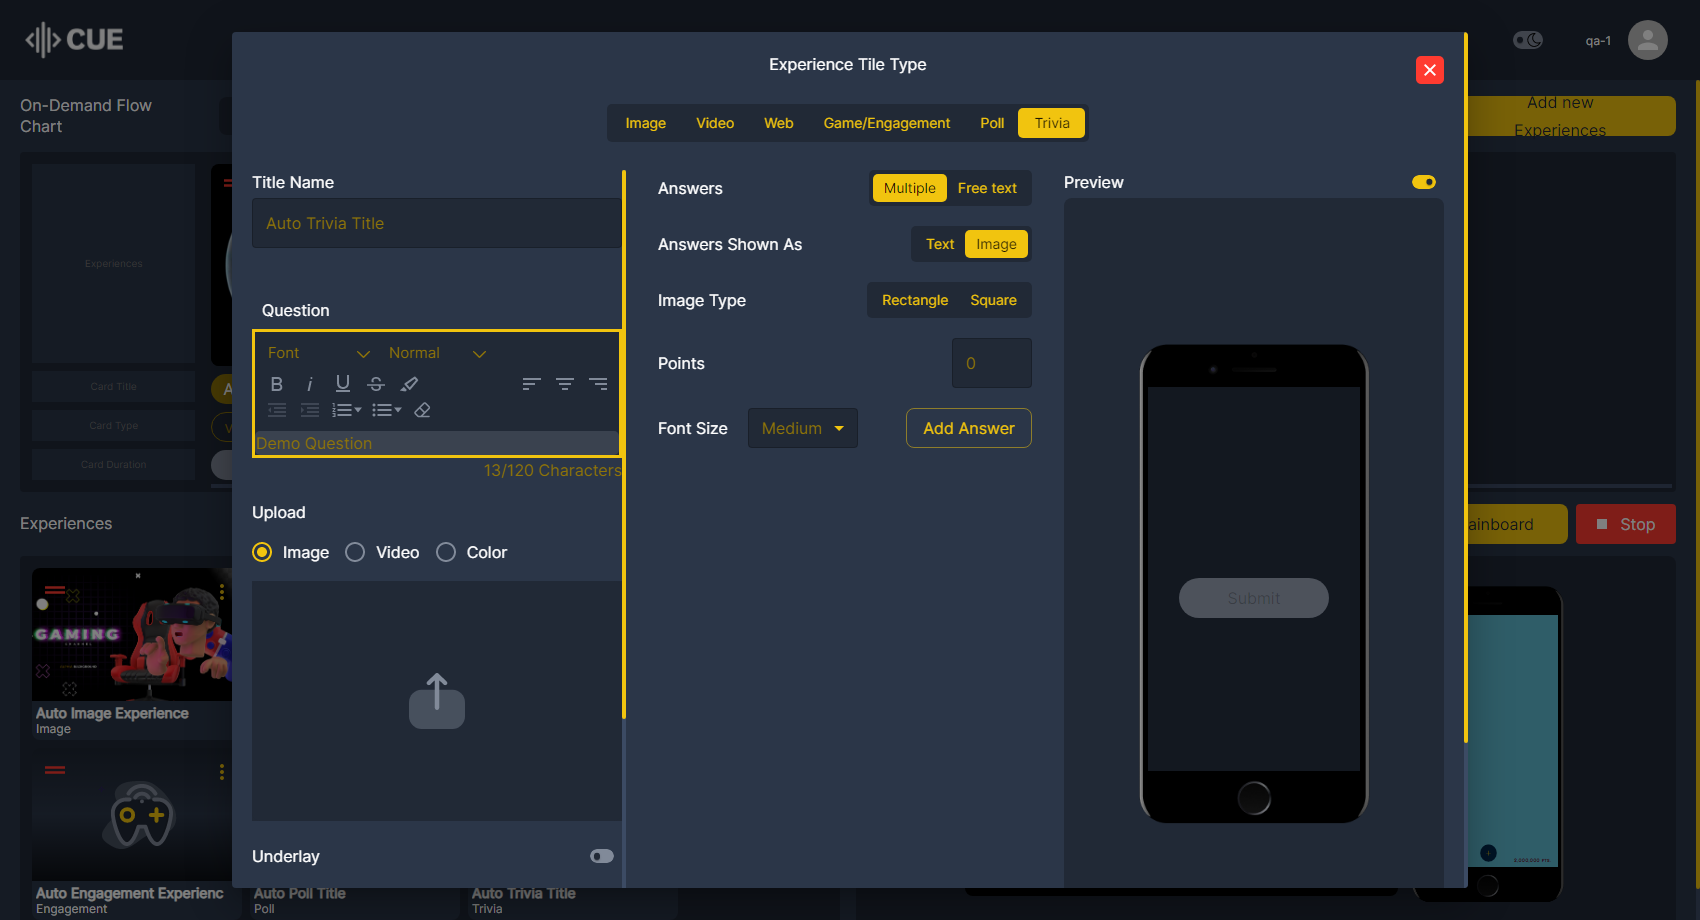 CUE
qa-1
On-Demand Flow
Chart
Add new
Experiences
Experiences
Card Title
Card Type
Card Duration
A
V
Experience Tile Type
Image
Video
Web
Game/Engagement
Poll
Trivia
Title Name
Auto Trivia Title
Question
Font
Normal
B
i
U
S
Demo Question
13/120 Characters
Upload
Image
Video
Color
Underlay
Answers
Multiple
Free text
Answers Shown As
Text
Image
Image Type
Rectangle
Square
Points
0
Font Size
Medium
Add Answer
Preview
Submit
Experiences
ainboard
Stop
GAMING
Auto Image Experience
Image
Auto Engagement Experienc
Engagement
Auto Poll Title
Poll
Auto Trivia Title
Trivia